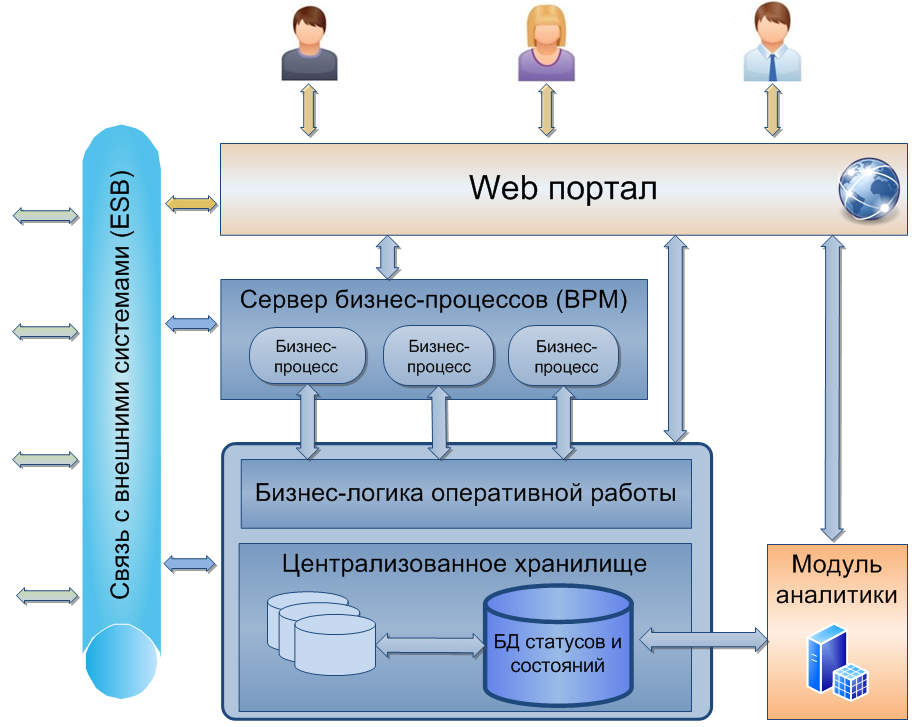 Web портал
Связь с внешними системами (ESB)
Сервер бизнес-процессов (BPM)
Бизнес-
процесс
Бизнес-
процесс
Бизнес-
процесс
Бизнес-логика оперативной работы
Централизованное хранилище
БД статусов и
состояний
Модуль
аналитики